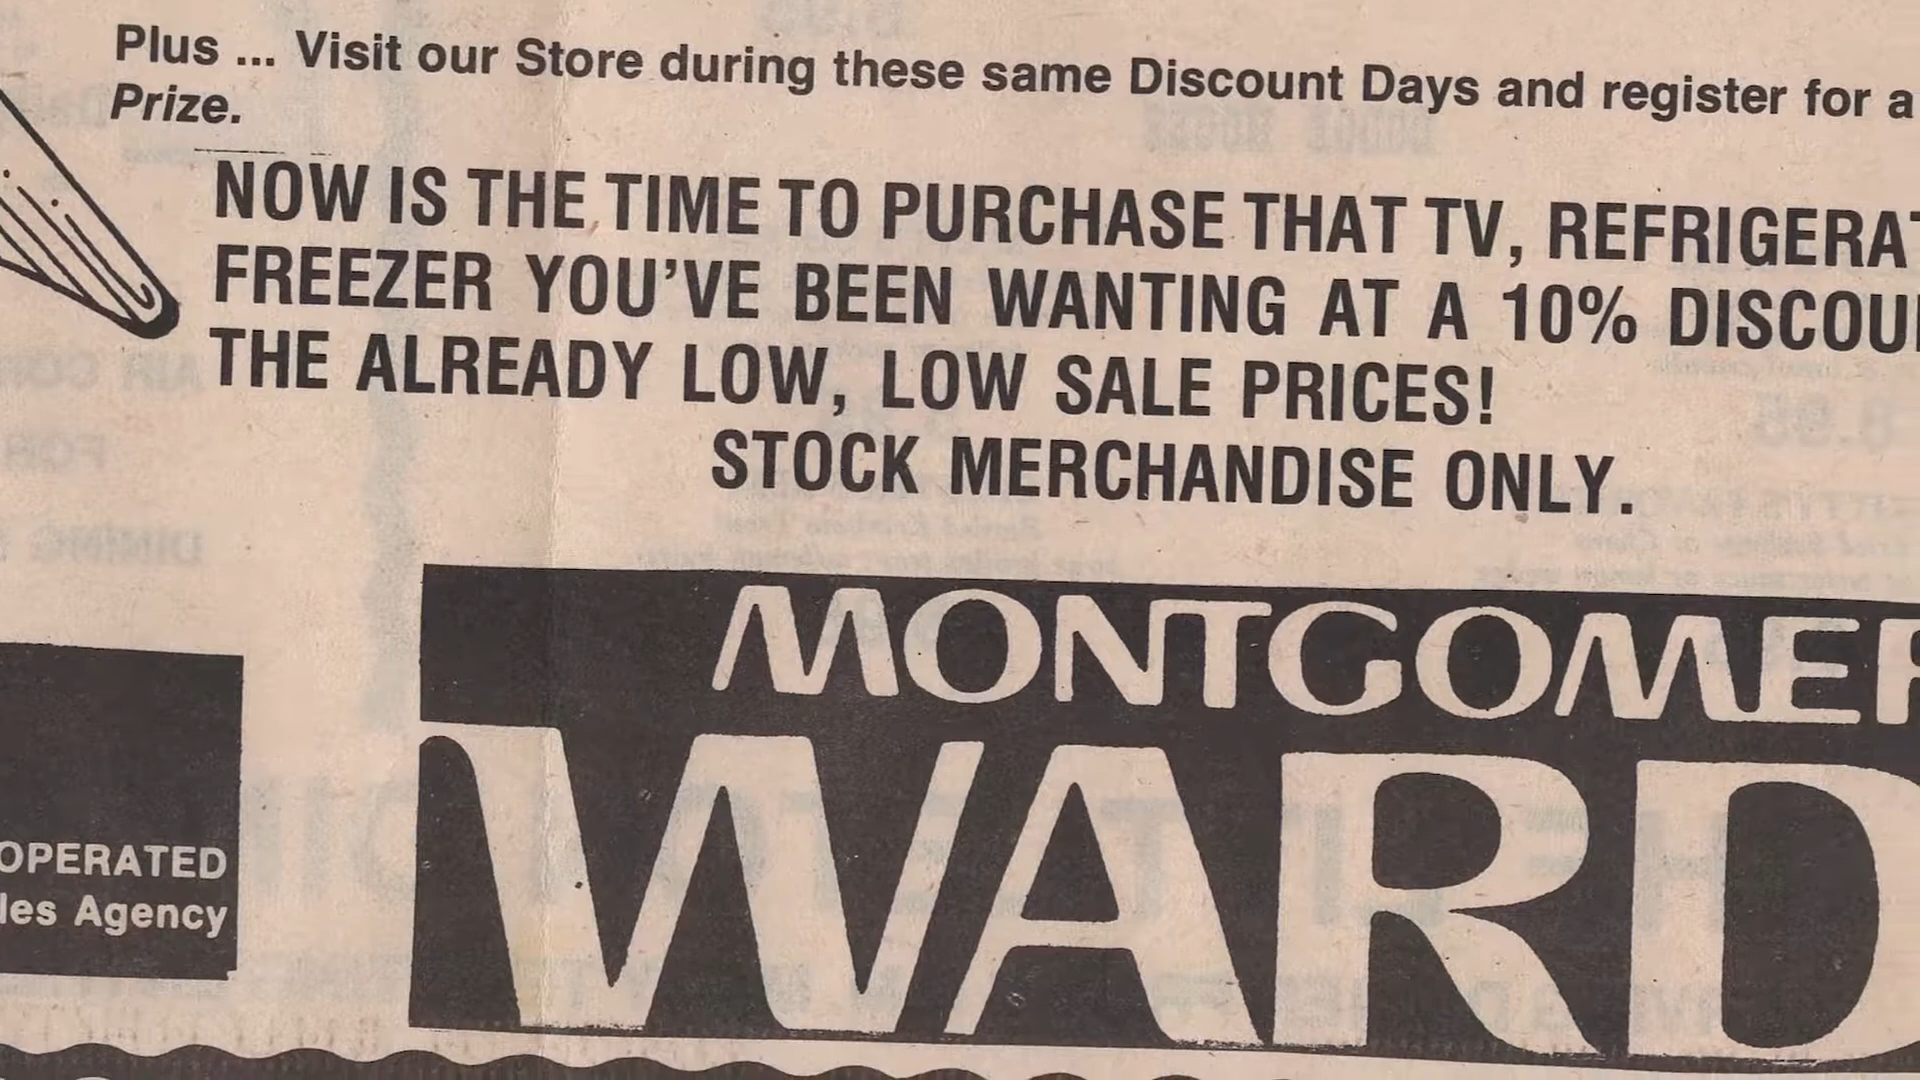 Plus ... Visit our Store during these same Discount Days and register for a
Prize.
NOW IS THE TIME TO PURCHASE THAT TV, REFRIGERAT
FREEZER YOU'VE BEEN WANTING AT A 10% DISCOU
THE ALREADY LOW, LOW SALE PRICES!
STOCK MERCHANDISE ONLY.
MONTGOMER
WARD
OPERATED
les Agency